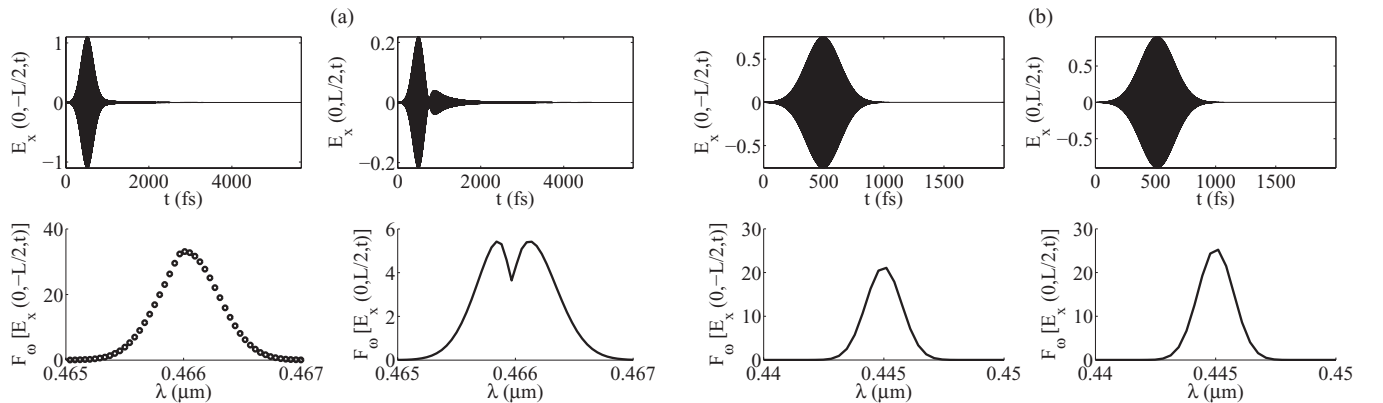 (a)
(b)
E_x (0,−L/2,t)
1
0
−1
0 2000 4000
t (fs)
E_x (0,L/2,t)
0.2
0
−0.2
0 2000 4000
t (fs)
E_x (0,−L/2,t)
0.5
0
−0.5
0 500 1000 1500
t (fs)
E_x (0,L/2,t)
0.5
0
−0.5
0 500 1000 1500
t (fs)
F_ω [E_x (0,−L/2,t)]
40
20
0
0.465 0.466 0.467
λ (μm)
F_ω [E_x (0,L/2,t)]
6
4
2
0
0.465 0.466 0.467
λ (μm)
F_ω [E_x (0,−L/2,t)]
30
20
10
0
0.44 0.445 0.45
λ (μm)
F_ω [E_x (0,L/2,t)]
30
20
10
0
0.44 0.445 0.45
λ (μm)